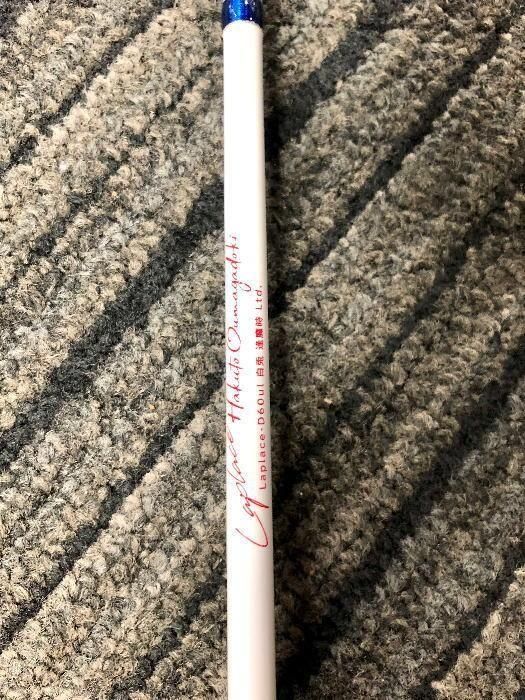 Laplace Hakuto Oumagadoki
Laplace-D60ul 白兎 逢魔時 Ltd.